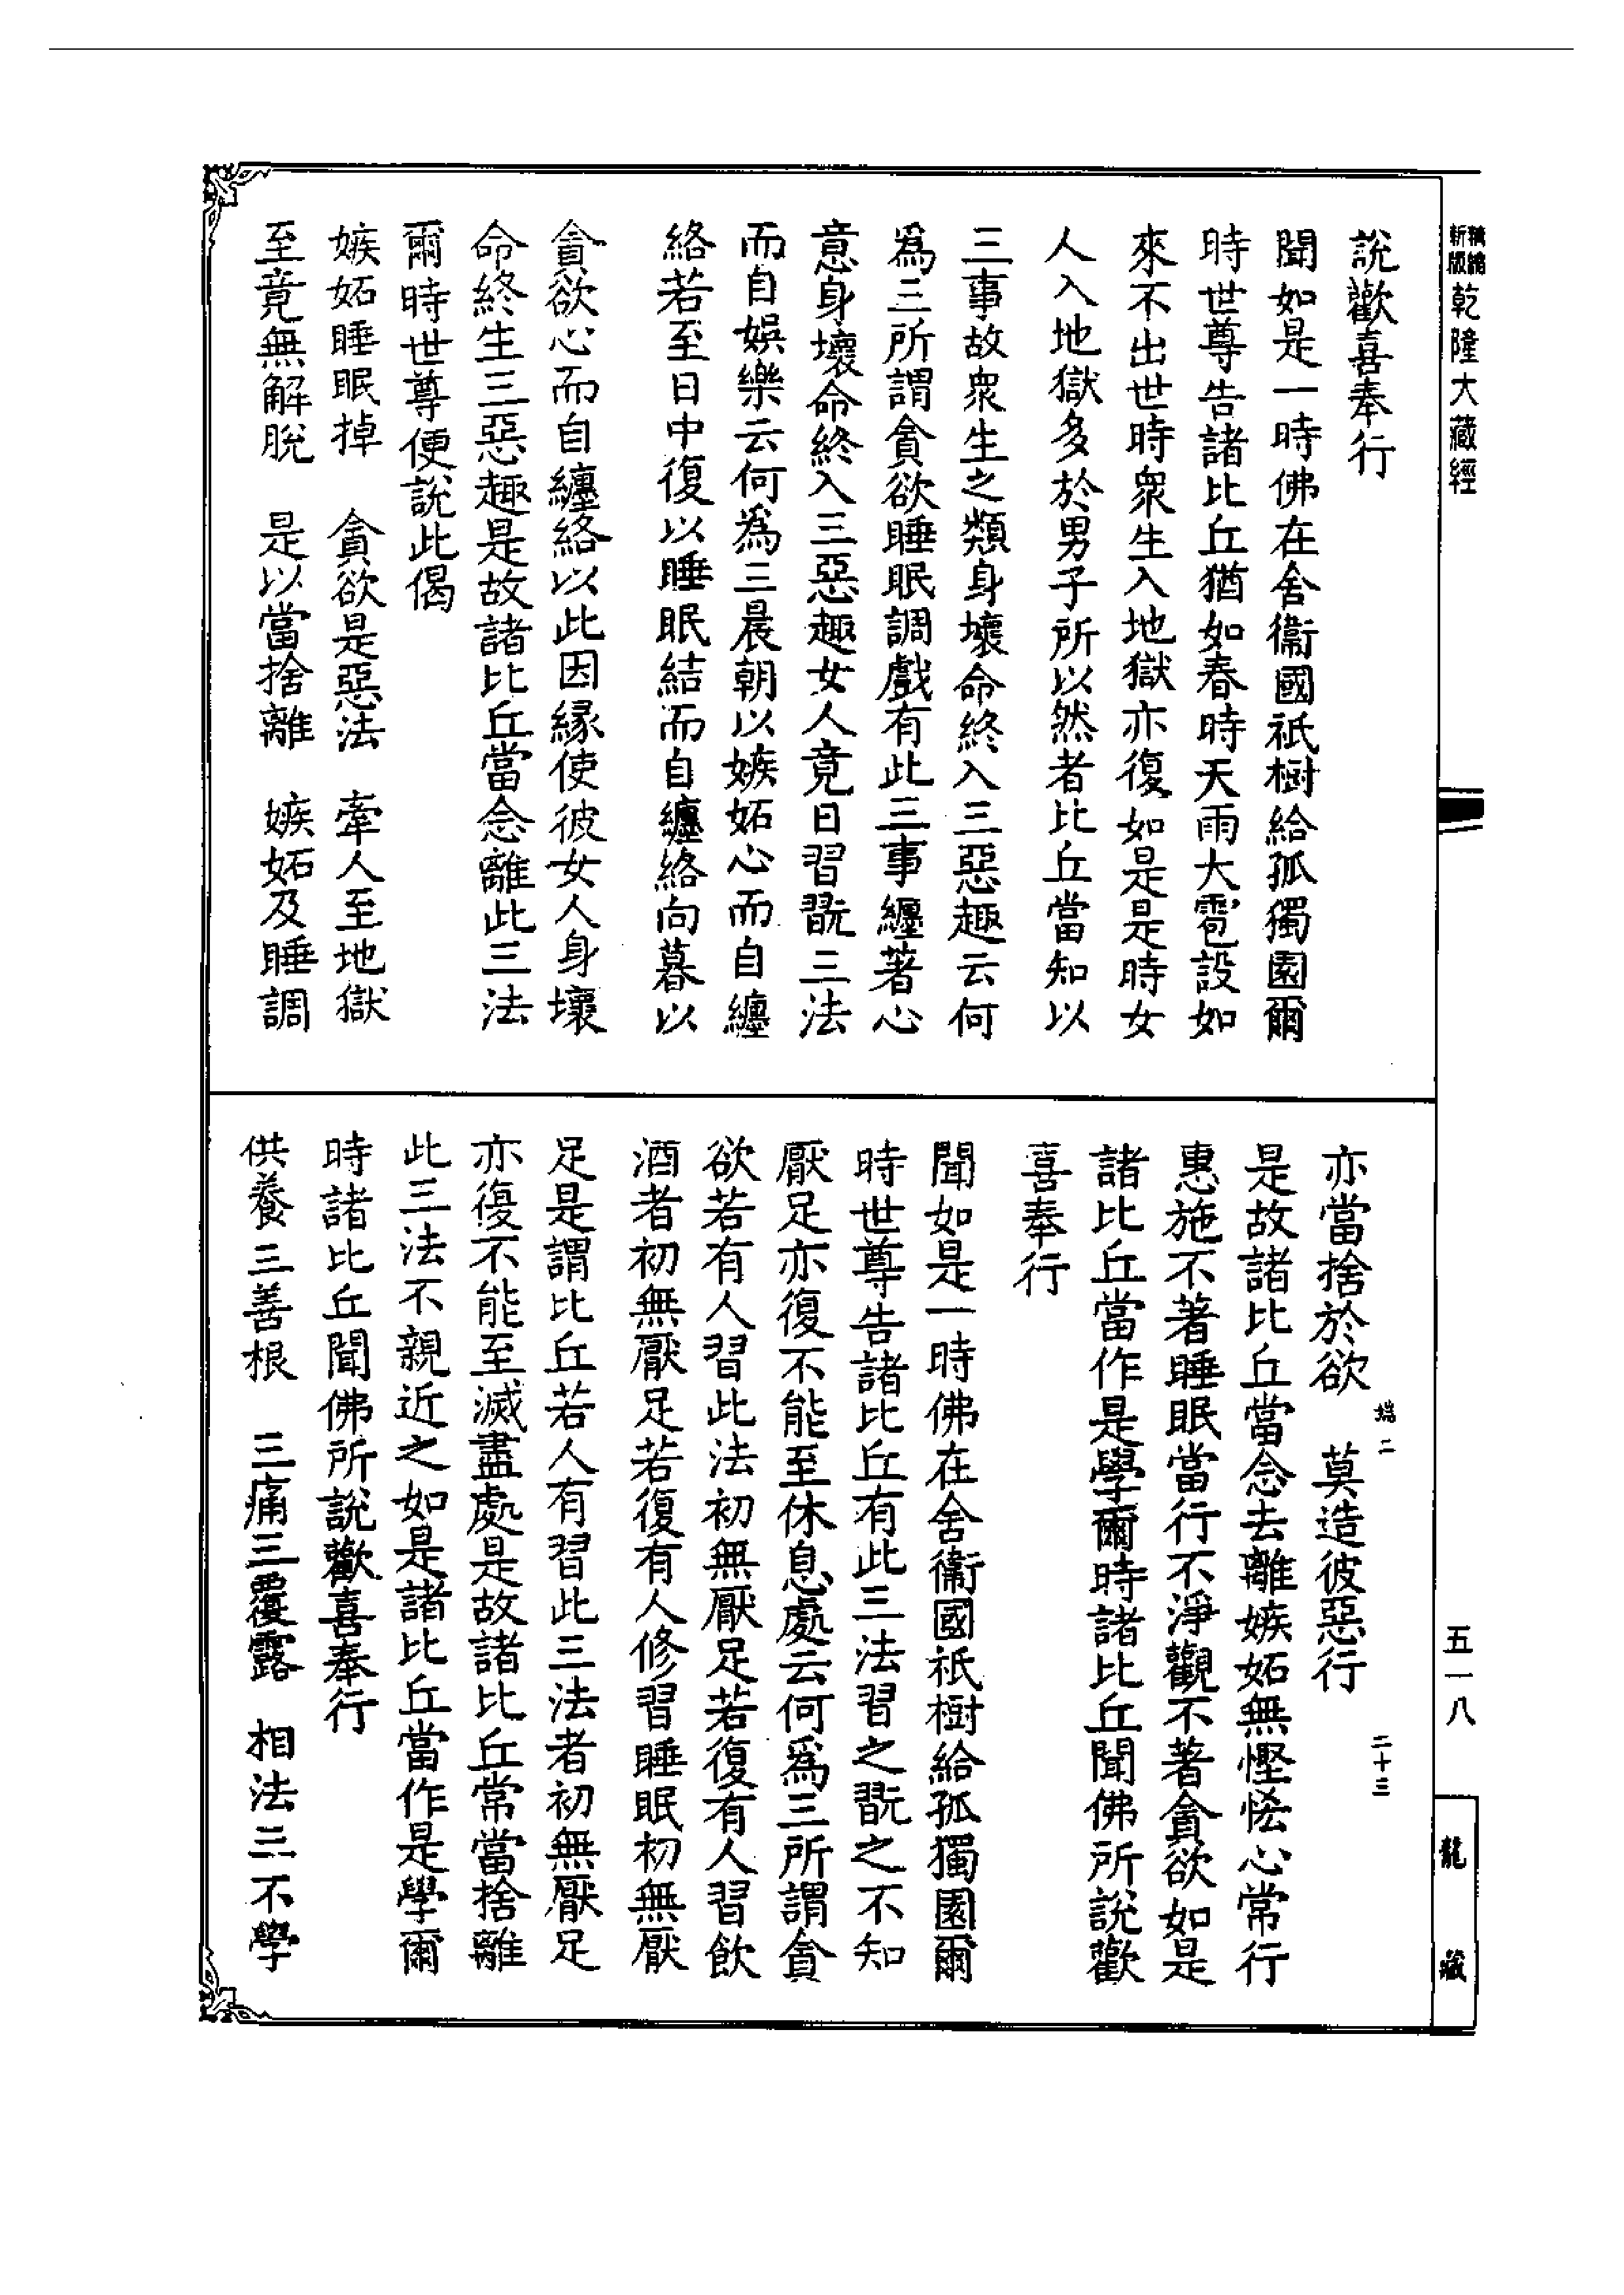 精縮新版乾隆大藏經
說歡喜奉行
聞如是一時佛在舍衞國祇樹給孤獨園爾
時世尊告諸比丘猶如春時天雨大雹設如
來不出世時衆生入地獄亦復如是是時女
人入地獄多於男子所以然者比丘當知以
三事故衆生之類身壞命終入三惡趣云何
爲三所謂貪欲睡眠調戲有此三事纒著心
意身壞命終入三惡趣女人竟日習翫三法
而自娛樂云何爲三晨朝以嫉妬心而自纏
絡若至日中復以睡眠結而自纏絡向暮以
貪欲心而自纏絡以此因緣使彼女人身壞
命終生三惡趣是故諸比丘當念離此三法
爾時世尊便說此偈
嫉妬睡眠掉　貪欲是惡法　牽人至地獄
至竟無解脫　是以當捨離　嫉妬及睡調
亦當捨於欲　莫造彼惡行
是故諸比丘當念去離嫉妬無慳悋心常行
惠施不著睡眠當行不淨觀不著貪欲如是
諸比丘當作是學爾時諸比丘聞佛所說歡
喜奉行
聞如是一時佛在舍衞國祇樹給孤獨園爾
時世尊告諸比丘有此三法習之翫之不知
厭足亦復不能至休息處云何爲三所謂貪
欲若有人習此法初無厭足若復有人習飲
酒者初無厭足若復有人修習睡眠初無厭
足是謂比丘若人有習此三法者初無厭足
亦復不能至滅盡處是故諸比丘常當捨離
此三法不親近之如是諸比丘當作是學爾
時諸比丘聞佛所說歡喜奉行
供養三善根　三痛三覆露　相法三不學
二
二十三
五一八
龍藏